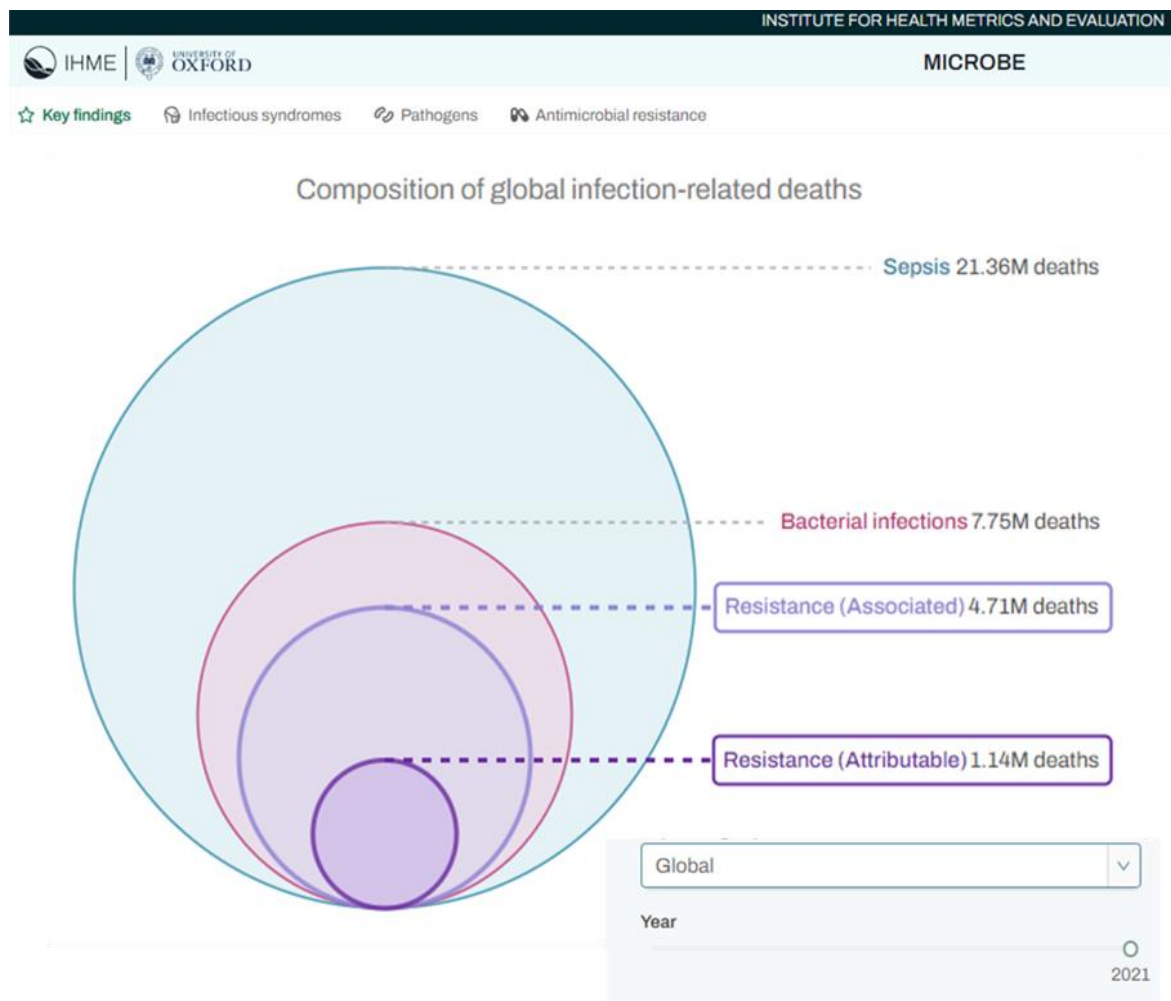 INSTITUTE FOR HEALTH METRICS AND EVALUATION
IHME UNIVERSITY OF OXFORD
MICROBE
Key findings Infectious syndromes Pathogens Antimicrobial resistance
Composition of global infection-related deaths
Sepsis 21.36M deaths
Bacterial infections 7.75M deaths
Resistance (Associated) 4.71M deaths
Resistance (Attributable) 1.14M deaths
Global
Year
2021